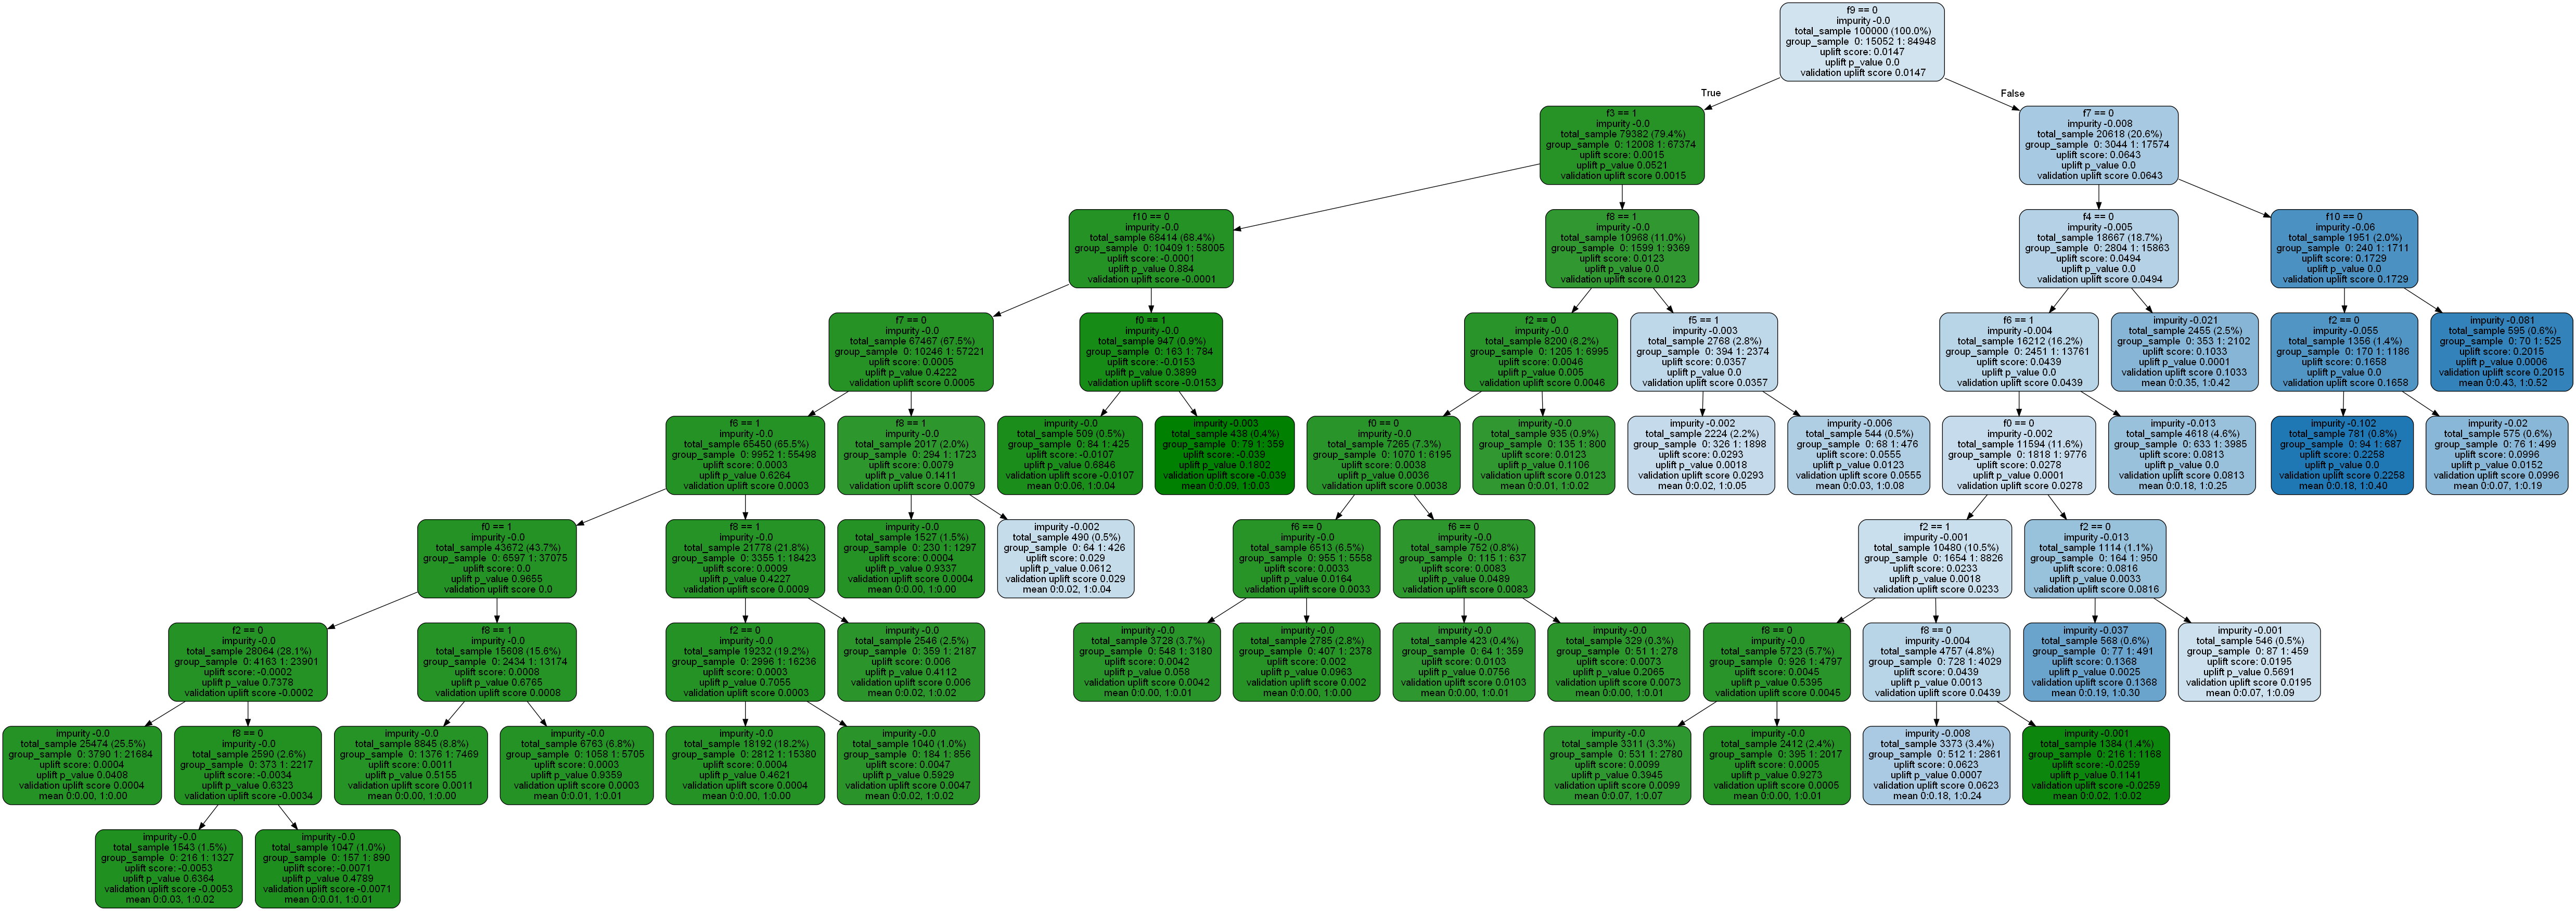 f9 == 0
impurity -0.0
total_sample 100000 (100.0%)
group_sample 0: 15052 1: 84948
uplift score: 0.0147
uplift p_value 0.0
validation uplift score 0.0147
True
False
f3 == 1
impurity -0.0
total_sample 79382 (79.4%)
group_sample 0: 12008 1: 67374
uplift score: 0.0015
uplift p_value 0.0521
validation uplift score 0.0015
f7 == 0
impurity -0.008
total_sample 20618 (20.6%)
group_sample 0: 3044 1: 17574
uplift score: 0.0643
uplift p_value 0.0
validation uplift score 0.0643
f10 == 0
impurity -0.0
total_sample 68414 (68.4%)
group_sample 0: 10409 1: 58005
uplift score: -0.0001
uplift p_value 0.884
validation uplift score -0.0001
f8 == 1
impurity -0.0
total_sample 10968 (11.0%)
group_sample 0: 1599 1: 9369
uplift score: 0.0123
uplift p_value 0.0
validation uplift score 0.0123
f4 == 0
impurity -0.005
total_sample 18667 (18.7%)
group_sample 0: 2804 1: 15863
uplift score: 0.0494
uplift p_value 0.0
validation uplift score 0.0494
f10 == 0
impurity -0.06
total_sample 1951 (2.0%)
group_sample 0: 240 1: 1711
uplift score: 0.1729
uplift p_value 0.0
validation uplift score 0.1729
f7 == 0
impurity -0.0
total_sample 67467 (67.5%)
group_sample 0: 10246 1: 57221
uplift score: 0.0005
uplift p_value 0.4222
validation uplift score 0.0005
f0 == 1
impurity -0.0
total_sample 947 (0.9%)
group_sample 0: 163 1: 784
uplift score: -0.0153
uplift p_value 0.3899
validation uplift score -0.0153
f2 == 0
impurity -0.0
total_sample 8200 (8.2%)
group_sample 0: 1205 1: 6995
uplift score: 0.0046
uplift p_value 0.005
validation uplift score 0.0046
f5 == 1
impurity -0.003
total_sample 2768 (2.8%)
group_sample 0: 394 1: 2374
uplift score: 0.0357
uplift p_value 0.0
validation uplift score 0.0357
f6 == 1
impurity -0.004
total_sample 16212 (16.2%)
group_sample 0: 2451 1: 13761
uplift score: 0.0439
uplift p_value 0.0
validation uplift score 0.0439
impurity -0.021
total_sample 2455 (2.5%)
group_sample 0: 353 1: 2102
uplift score: 0.1033
uplift p_value 0.0001
validation uplift score 0.1033
mean 0:0.35, 1:0.42
f2 == 0
impurity -0.055
total_sample 1356 (1.4%)
group_sample 0: 170 1: 1186
uplift score: 0.1658
uplift p_value 0.0
validation uplift score 0.1658
impurity -0.081
total_sample 595 (0.6%)
group_sample 0: 70 1: 525
uplift score: 0.2015
uplift p_value 0.0006
validation uplift score 0.2015
mean 0:0.43, 1:0.52
f6 == 1
impurity -0.0
total_sample 65450 (65.5%)
group_sample 0: 9952 1: 55498
uplift score: 0.0003
uplift p_value 0.6264
validation uplift score 0.0003
f8 == 1
impurity -0.0
total_sample 2017 (2.0%)
group_sample 0: 294 1: 1723
uplift score: 0.0079
uplift p_value 0.1411
validation uplift score 0.0079
impurity -0.0
total_sample 509 (0.5%)
group_sample 0: 84 1: 425
uplift score: -0.0107
uplift p_value 0.6846
validation uplift score -0.0107
mean 0:0.06, 1:0.04
impurity -0.003
total_sample 438 (0.4%)
group_sample 0: 79 1: 359
uplift score: -0.039
uplift p_value 0.1802
validation uplift score -0.039
mean 0:0.09, 1:0.03
f0 == 0
impurity -0.0
total_sample 7265 (7.3%)
group_sample 0: 1070 1: 6195
uplift score: 0.0038
uplift p_value 0.0036
validation uplift score 0.0038
impurity -0.0
total_sample 935 (0.9%)
group_sample 0: 135 1: 800
uplift score: 0.0123
uplift p_value 0.1106
validation uplift score 0.0123
mean 0:0.01, 1:0.02
impurity -0.002
total_sample 2224 (2.2%)
group_sample 0: 326 1: 1898
uplift score: 0.0293
uplift p_value 0.0018
validation uplift score 0.0293
mean 0:0.02, 1:0.05
impurity -0.006
total_sample 544 (0.5%)
group_sample 0: 68 1: 476
uplift score: 0.0555
uplift p_value 0.0123
validation uplift score 0.0555
mean 0:0.03, 1:0.08
f0 == 0
impurity -0.002
total_sample 11594 (11.6%)
group_sample 0: 1818 1: 9776
uplift score: 0.0278
uplift p_value 0.0001
validation uplift score 0.0278
impurity -0.013
total_sample 4618 (4.6%)
group_sample 0: 633 1: 3985
uplift score: 0.0813
uplift p_value 0.0
validation uplift score 0.0813
mean 0:0.18, 1:0.25
impurity -0.102
total_sample 781 (0.8%)
group_sample 0: 94 1: 687
uplift score: 0.2258
uplift p_value 0.0
validation uplift score 0.2258
mean 0:0.18, 1:0.40
impurity -0.02
total_sample 575 (0.6%)
group_sample 0: 76 1: 499
uplift score: 0.0996
uplift p_value 0.0152
validation uplift score 0.0996
mean 0:0.07, 1:0.19
f0 == 1
impurity -0.0
total_sample 43672 (43.7%)
group_sample 0: 6597 1: 37075
uplift score: 0.0
uplift p_value 0.9655
validation uplift score 0.0
f8 == 1
impurity -0.0
total_sample 21778 (21.8%)
group_sample 0: 3355 1: 18423
uplift score: 0.0009
uplift p_value 0.4227
validation uplift score 0.0009
impurity -0.0
total_sample 1527 (1.5%)
group_sample 0: 230 1: 1297
uplift score: 0.0004
uplift p_value 0.9337
validation uplift score 0.0004
mean 0:0.00, 1:0.00
impurity -0.002
total_sample 490 (0.5%)
group_sample 0: 64 1: 426
uplift score: 0.029
uplift p_value 0.0612
validation uplift score 0.029
mean 0:0.02, 1:0.04
f6 == 0
impurity -0.0
total_sample 6513 (6.5%)
group_sample 0: 955 1: 5558
uplift score: 0.0033
uplift p_value 0.0164
validation uplift score 0.0033
f6 == 0
impurity -0.0
total_sample 752 (0.8%)
group_sample 0: 115 1: 637
uplift score: 0.0083
uplift p_value 0.0489
validation uplift score 0.0083
f2 == 1
impurity -0.001
total_sample 10480 (10.5%)
group_sample 0: 1654 1: 8826
uplift score: 0.0233
uplift p_value 0.0018
validation uplift score 0.0233
f2 == 0
impurity -0.013
total_sample 1114 (1.1%)
group_sample 0: 164 1: 950
uplift score: 0.0816
uplift p_value 0.0033
validation uplift score 0.0816
f2 == 0
impurity -0.0
total_sample 28064 (28.1%)
group_sample 0: 4163 1: 23901
uplift score: -0.0002
uplift p_value 0.7378
validation uplift score -0.0002
f8 == 1
impurity -0.0
total_sample 15608 (15.6%)
group_sample 0: 2434 1: 13174
uplift score: 0.0008
uplift p_value 0.6765
validation uplift score 0.0008
f2 == 0
impurity -0.0
total_sample 19232 (19.2%)
group_sample 0: 2996 1: 16236
uplift score: 0.0003
uplift p_value 0.7055
validation uplift score 0.0003
impurity -0.0
total_sample 2546 (2.5%)
group_sample 0: 359 1: 2187
uplift score: 0.006
uplift p_value 0.4112
validation uplift score 0.006
mean 0:0.02, 1:0.02
impurity -0.0
total_sample 3728 (3.7%)
group_sample 0: 548 1: 3180
uplift score: 0.0042
uplift p_value 0.058
validation uplift score 0.0042
mean 0:0.00, 1:0.01
impurity -0.0
total_sample 2785 (2.8%)
group_sample 0: 407 1: 2378
uplift score: 0.002
uplift p_value 0.0963
validation uplift score 0.002
mean 0:0.00, 1:0.00
impurity -0.0
total_sample 423 (0.4%)
group_sample 0: 64 1: 359
uplift score: 0.0103
uplift p_value 0.0756
validation uplift score 0.0103
mean 0:0.00, 1:0.01
impurity -0.0
total_sample 329 (0.3%)
group_sample 0: 51 1: 278
uplift score: 0.0073
uplift p_value 0.2065
validation uplift score 0.0073
mean 0:0.00, 1:0.01
f8 == 0
impurity -0.0
total_sample 5723 (5.7%)
group_sample 0: 926 1: 4797
uplift score: 0.0045
uplift p_value 0.5395
validation uplift score 0.0045
f8 == 0
impurity -0.004
total_sample 4757 (4.8%)
group_sample 0: 728 1: 4029
uplift score: 0.0439
uplift p_value 0.0013
validation uplift score 0.0439
impurity -0.037
total_sample 568 (0.6%)
group_sample 0: 77 1: 491
uplift score: 0.1368
uplift p_value 0.0025
validation uplift score 0.1368
mean 0:0.19, 1:0.30
impurity -0.001
total_sample 546 (0.5%)
group_sample 0: 87 1: 459
uplift score: 0.0195
uplift p_value 0.5691
validation uplift score 0.0195
mean 0:0.07, 1:0.09
impurity -0.0
total_sample 25474 (25.5%)
group_sample 0: 3790 1: 21684
uplift score: 0.0004
uplift p_value 0.0408
validation uplift score 0.0004
mean 0:0.00, 1:0.00
f8 == 0
impurity -0.0
total_sample 2590 (2.6%)
group_sample 0: 373 1: 2217
uplift score: -0.0034
uplift p_value 0.6323
validation uplift score -0.0034
impurity -0.0
total_sample 8845 (8.8%)
group_sample 0: 1376 1: 7469
uplift score: 0.0011
uplift p_value 0.5155
validation uplift score 0.0011
mean 0:0.00, 1:0.00
impurity -0.0
total_sample 6763 (6.8%)
group_sample 0: 1058 1: 5705
uplift score: 0.0003
uplift p_value 0.9359
validation uplift score 0.0003
mean 0:0.01, 1:0.01
impurity -0.0
total_sample 18192 (18.2%)
group_sample 0: 2812 1: 15380
uplift score: 0.0004
uplift p_value 0.4621
validation uplift score 0.0004
mean 0:0.00, 1:0.00
impurity -0.0
total_sample 1040 (1.0%)
group_sample 0: 184 1: 856
uplift score: 0.0047
uplift p_value 0.5929
validation uplift score 0.0047
mean 0:0.02, 1:0.02
impurity -0.0
total_sample 3311 (3.3%)
group_sample 0: 531 1: 2780
uplift score: 0.0099
uplift p_value 0.3945
validation uplift score 0.0099
mean 0:0.07, 1:0.07
impurity -0.0
total_sample 2412 (2.4%)
group_sample 0: 395 1: 2017
uplift score: 0.0005
uplift p_value 0.9273
validation uplift score 0.0005
mean 0:0.00, 1:0.01
impurity -0.008
total_sample 3373 (3.4%)
group_sample 0: 512 1: 2861
uplift score: 0.0623
uplift p_value 0.0007
validation uplift score 0.0623
mean 0:0.18, 1:0.24
impurity -0.001
total_sample 1384 (1.4%)
group_sample 0: 216 1: 1168
uplift score: -0.0259
uplift p_value 0.1141
validation uplift score -0.0259
mean 0:0.02, 1:0.02
impurity -0.0
total_sample 1543 (1.5%)
group_sample 0: 216 1: 1327
uplift score: -0.0053
uplift p_value 0.6364
validation uplift score -0.0053
mean 0:0.03, 1:0.02
impurity -0.0
total_sample 1047 (1.0%)
group_sample 0: 157 1: 890
uplift score: -0.0071
uplift p_value 0.4789
validation uplift score -0.0071
mean 0:0.01, 1:0.01